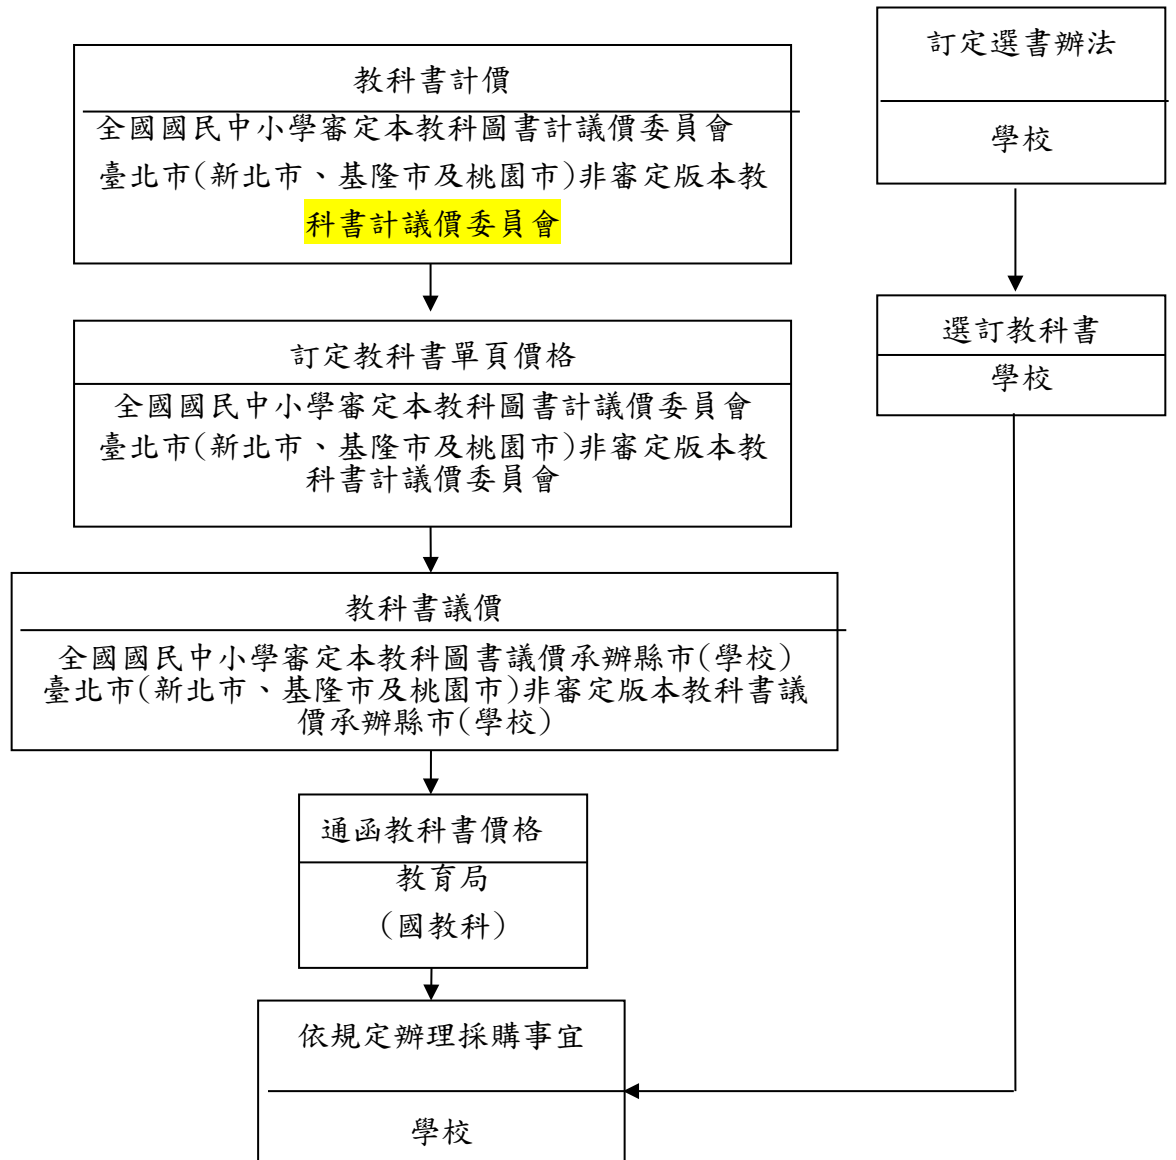 教科書計價
全國國民中小學審定本教科圖書計議價委員會
臺北市(新北市、基隆市及桃園市)非審定版本教
科書計議價委員會
訂定教科書單頁價格
全國國民中小學審定本教科圖書計議價委員會
臺北市(新北市、基隆市及桃園市)非審定版本教
科書計議價委員會
教科書議價
全國國民中小學審定本教科圖書議價承辦縣市(學校)
臺北市(新北市、基隆市及桃園市)非審定版本教科書議
價承辦縣市(學校)
通函教科書價格
教育局
(國教科)
依規定辦理採購事宜
學校
訂定選書辦法
學校
選訂教科書
學校